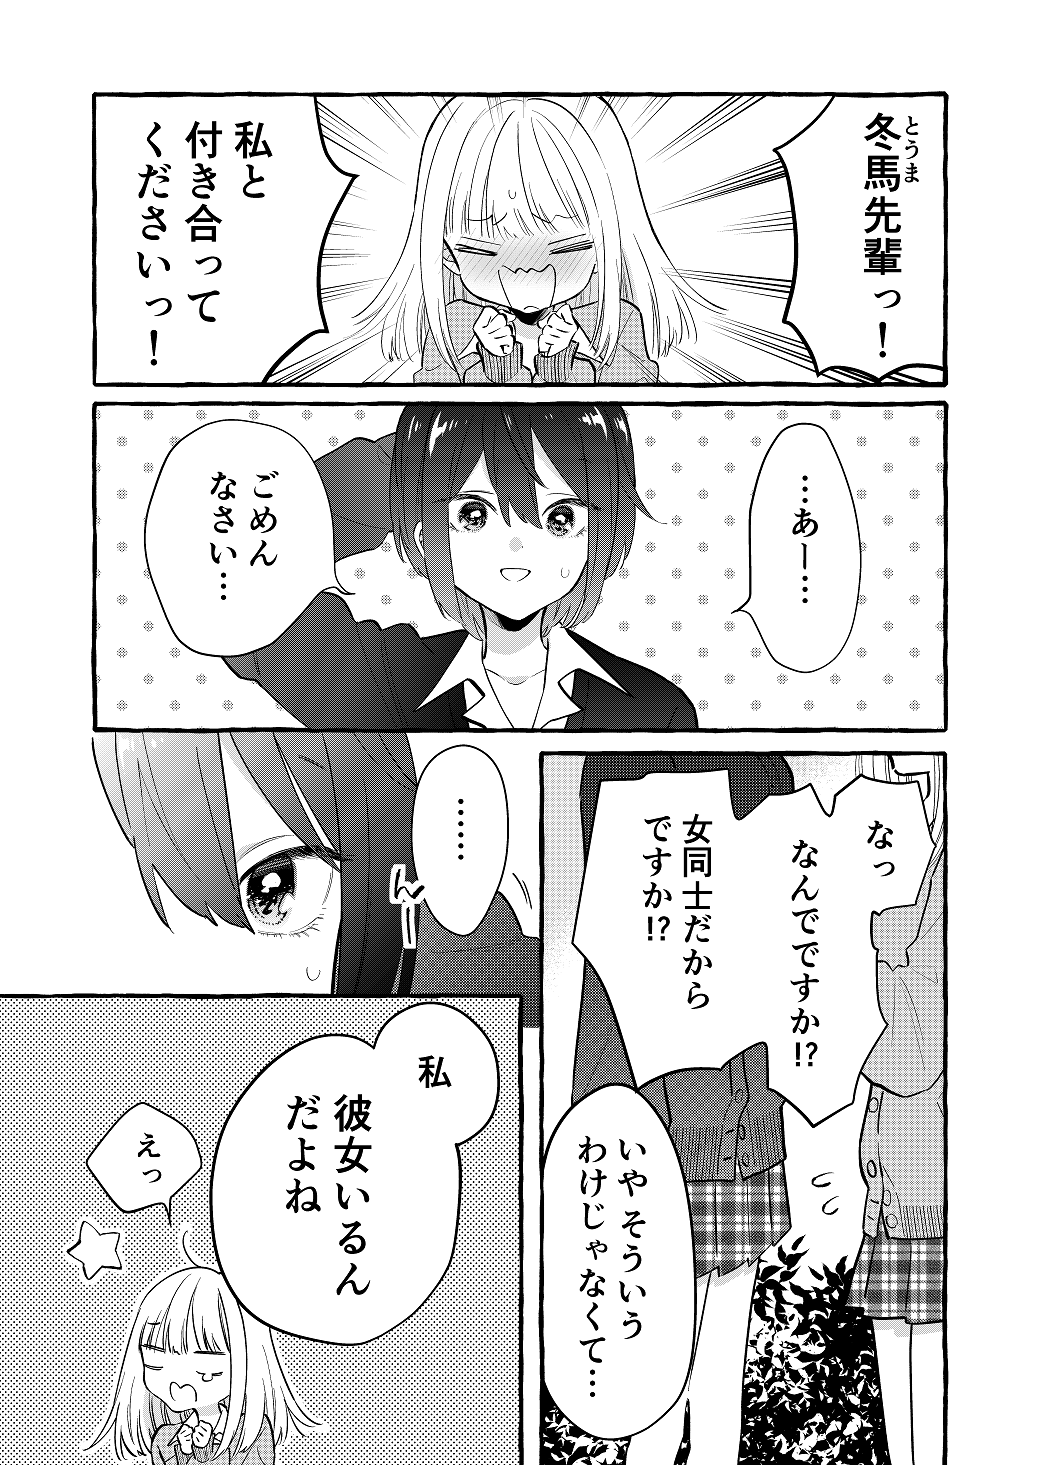 とうま
冬馬先輩っ！
私と
付き合って
くださいっ！
…あー…
ごめん
なさい…
なっ
なんでですか!?
女同士だから
ですか!?
いや そういう
わけじゃなくて…
……
ん
私
彼女いるん
だよね
えっ